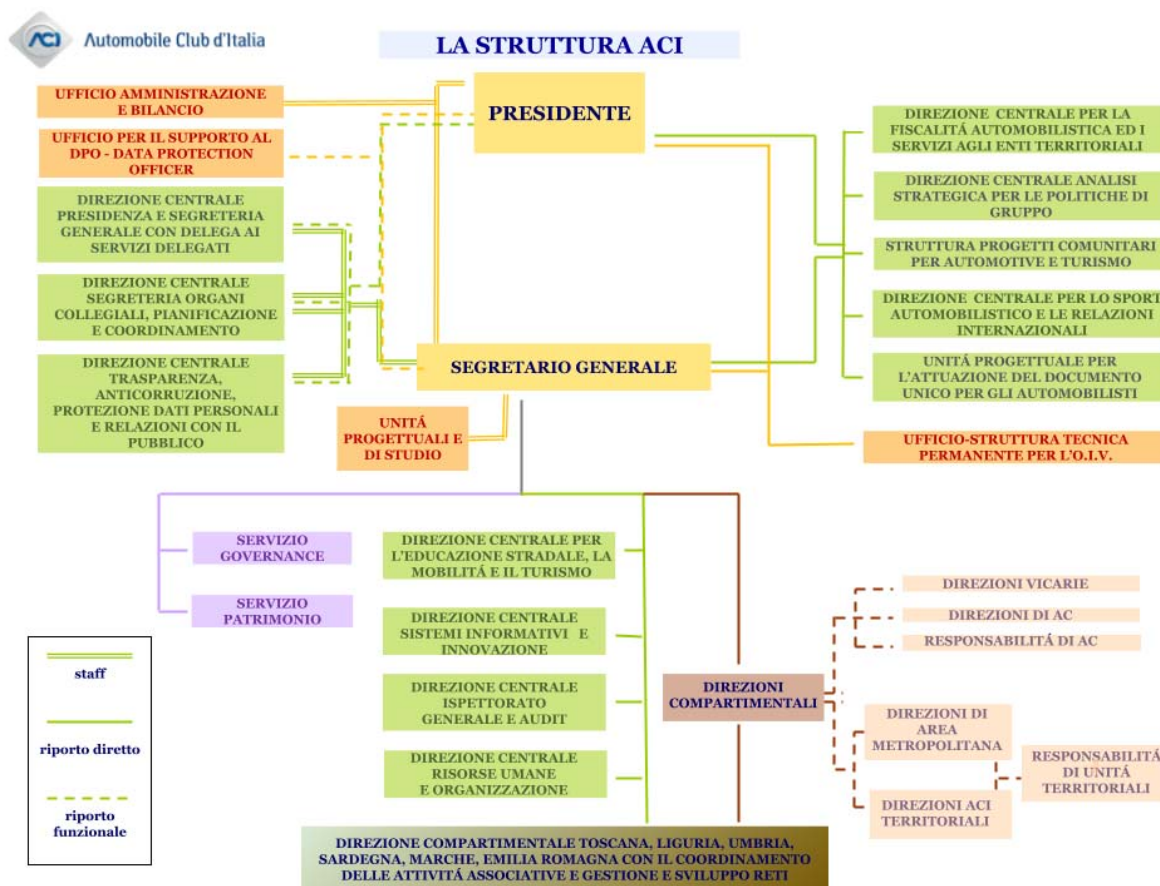 ACI Automobile Club d'Italia
LA STRUTTURA ACI
PRESIDENTE
UFFICIO AMMINISTRAZIONE
E BILANCIO
UFFICIO PER IL SUPPORTO AL
DPO - DATA PROTECTION
OFFICER
DIREZIONE CENTRALE
PRESIDENZA E SEGRETERIA
GENERALE CON DELEGA AI
SERVIZI DELEGATI
DIREZIONE CENTRALE
SEGRETERIA ORGANI
COLLEGIALI, PIANIFICAZIONE
E COORDINAMENTO
DIREZIONE CENTRALE
TRASPARENZA,
ANTICORRUZIONE,
PROTEZIONE DATI PERSONALI
E RELAZIONI CON IL
PUBBLICO
DIREZIONE CENTRALE PER LA
FISCALITÁ AUTOMOBILISTICA ED I
SERVIZI AGLI ENTI TERRITORIALI
DIREZIONE CENTRALE ANALISI
STRATEGICA PER LE POLITICHE DI
GRUPPO
STRUTTURA PROGETTI COMUNITARI
PER AUTOMOTIVE E TURISMO
DIREZIONE CENTRALE PER LO SPORT
AUTOMOBILISTICO E LE RELAZIONI
INTERNAZIONALI
UNITÁ PROGETTUALE PER
L'ATTUAZIONE DEL DOCUMENTO
UNICO PER GLI AUTOMOBILISTI
UFFICIO-STRUTTURA TECNICA
PERMANENTE PER L'O.I.V.
SEGRETARIO GENERALE
UNITÁ
PROGETTUALI E
DI STUDIO
SERVIZIO
GOVERNANCE
SERVIZIO
PATRIMONIO
DIREZIONE CENTRALE PER
L'EDUCAZIONE STRADALE, LA
MOBILITÁ E IL TURISMO
DIREZIONE CENTRALE
SISTEMI INFORMATIVI E
INNOVAZIONE
DIREZIONE CENTRALE
ISPETTORATO
GENERALE E AUDIT
DIREZIONE CENTRALE
RISORSE UMANE
E ORGANIZZAZIONE
DIREZIONI
COMPARTIMENTALI
DIREZIONI VICARIE
DIREZIONI DI AC
RESPONSABILITÁ DI AC
DIREZIONI DI
AREA
METROPOLITANA
DIREZIONI ACI
TERRITORIALI
RESPONSABILITÁ
DI UNITÁ
TERRITORIALI
staff
riporto diretto
riporto
funzionale
DIREZIONE COMPARTIMENTALE TOSCANA, LIGURIA, UMBRIA,
SARDEGNA, MARCHE, EMILIA ROMAGNA CON IL COORDINAMENTO
DELLE ATTIVITÁ ASSOCIATIVE E GESTIONE E SVILUPPO RETI